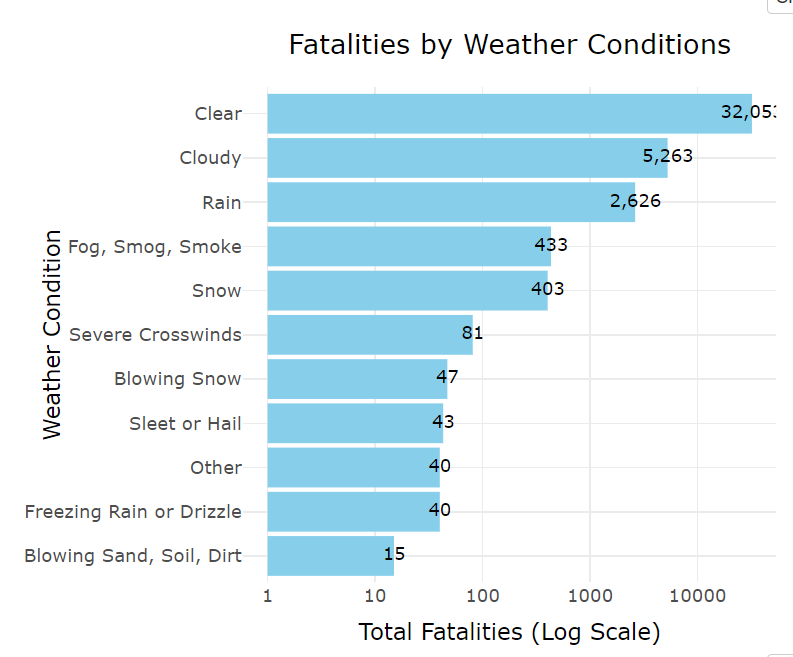 Fatalities by Weather Conditions
Weather Condition
Clear 32,053
Cloudy 5,263
Rain 2,626
Fog, Smog, Smoke 433
Snow 403
Severe Crosswinds 81
Blowing Snow 47
Sleet or Hail 43
Other 40
Freezing Rain or Drizzle 40
Blowing Sand, Soil, Dirt 15
1 10 100 1000 10000
Total Fatalities (Log Scale)